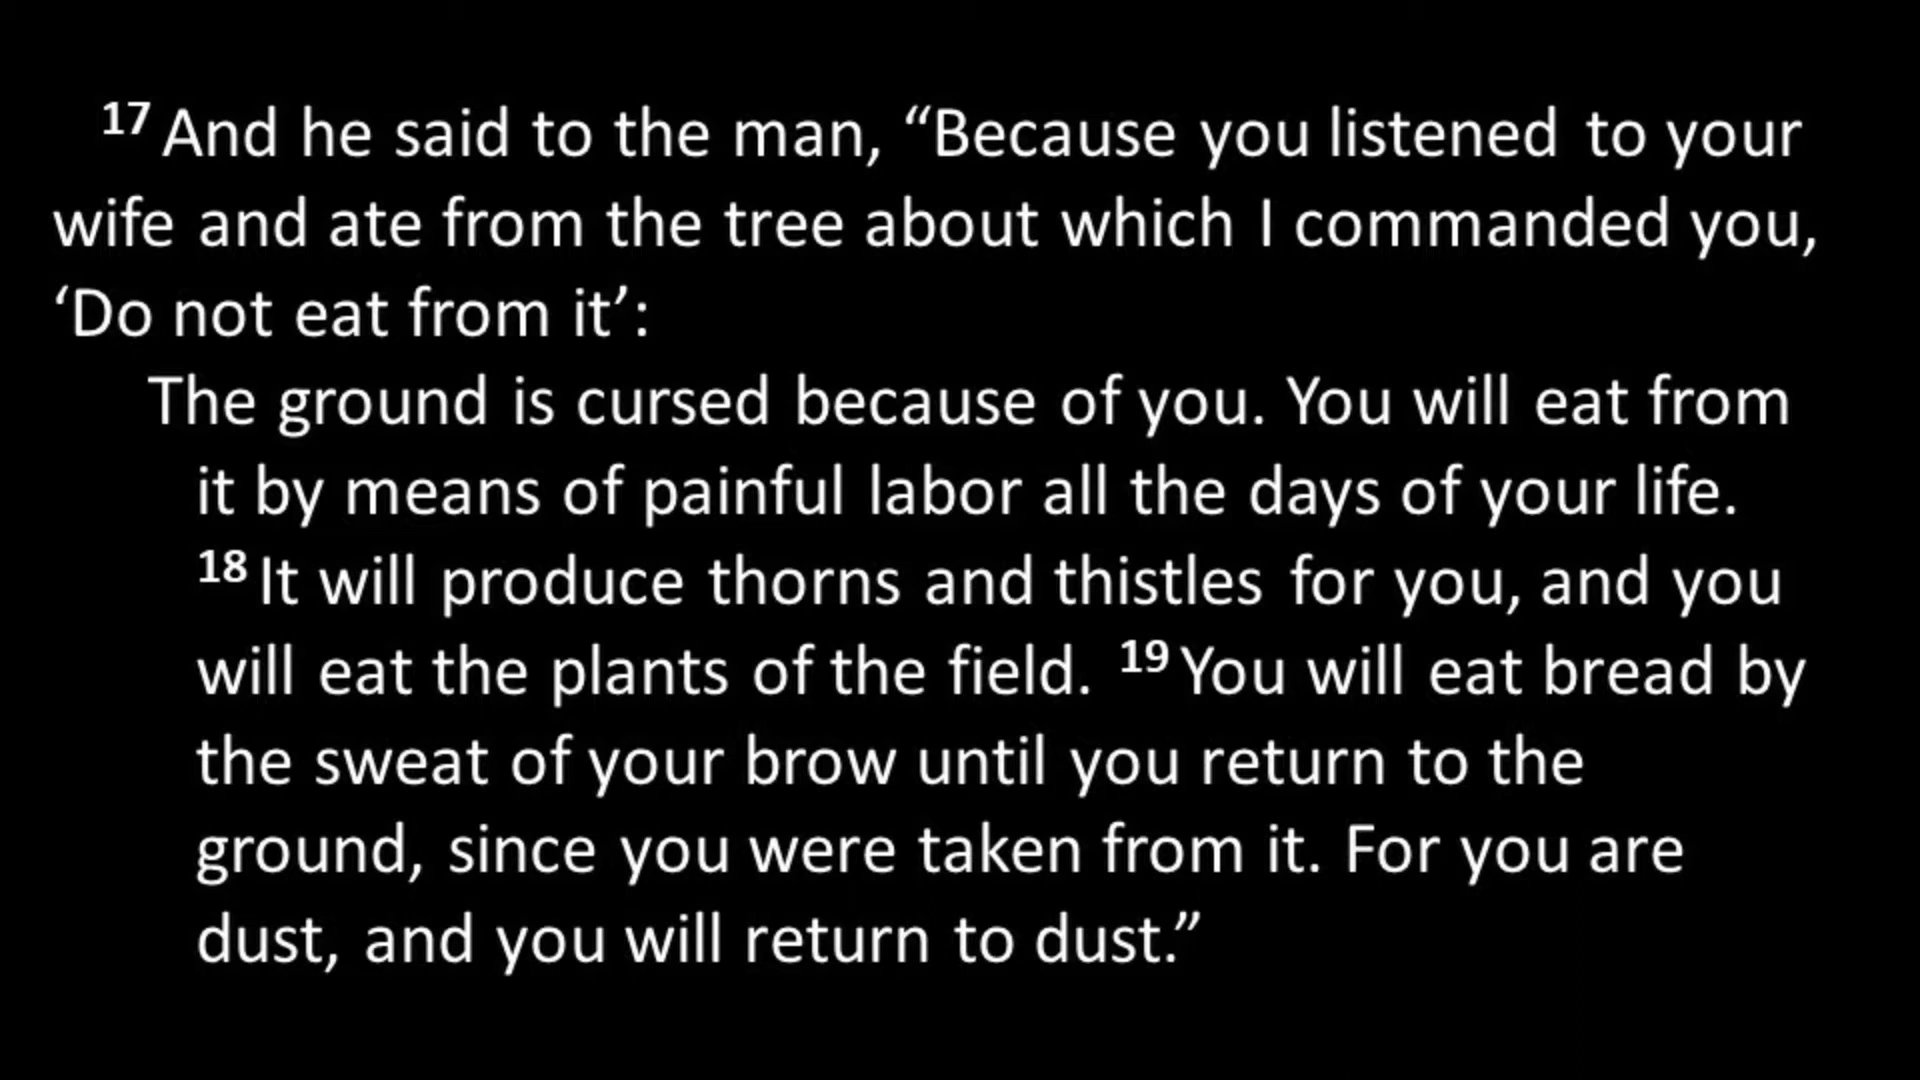 17 And he said to the man, “Because you listened to your
wife and ate from the tree about which I commanded you,
‘Do not eat from it’:
The ground is cursed because of you. You will eat from
it by means of painful labor all the days of your life.
18 It will produce thorns and thistles for you, and you
will eat the plants of the field. 19 You will eat bread by
the sweat of your brow until you return to the
ground, since you were taken from it. For you are
dust, and you will return to dust.”